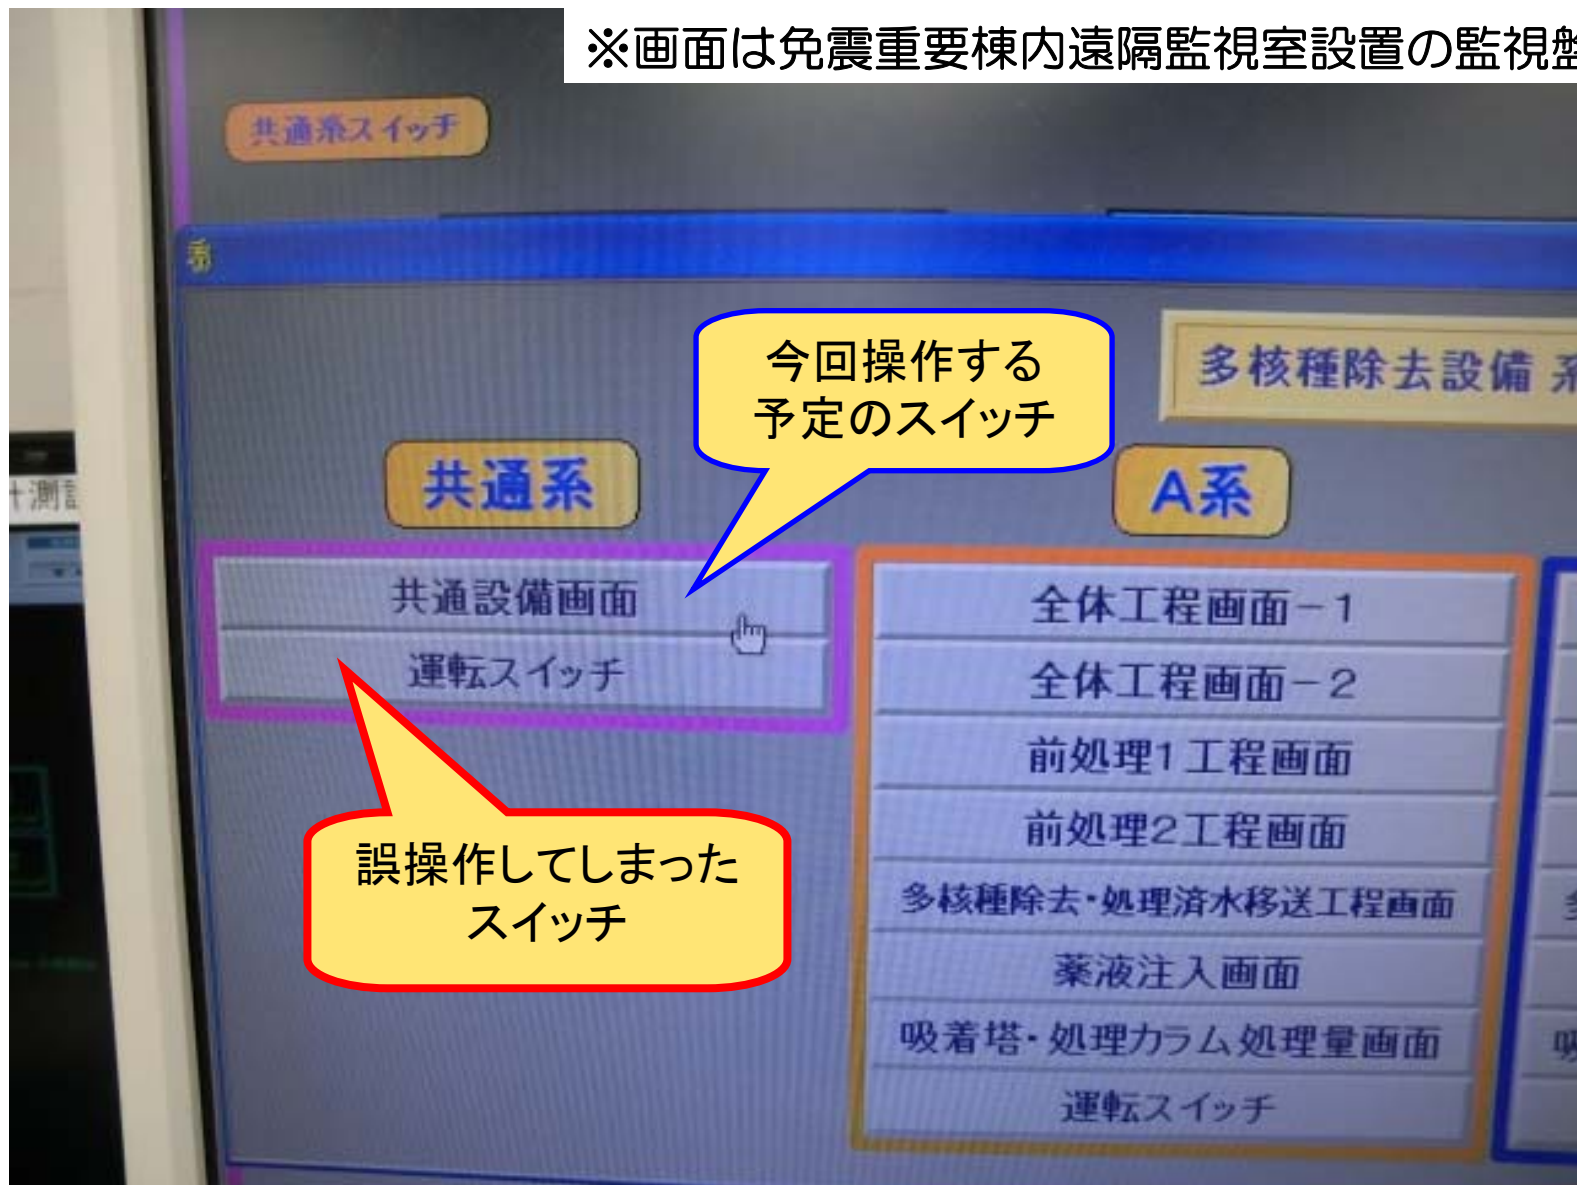 ※画面は免震重要棟内遠隔監視室設置の監視盤
共通系スイッチ
系
多核種除去設備 系
今回操作する
予定のスイッチ
共通系
A系
計測
共通設備画面
運転スイッチ
全体工程画面－1
全体工程画面－2
前処理1工程画面
前処理2工程画面
多核種除去・処理済水移送工程画面
薬液注入画面
吸着塔・処理カラム処理量画面
運転スイッチ
誤操作してしまった
スイッチ
多
吸